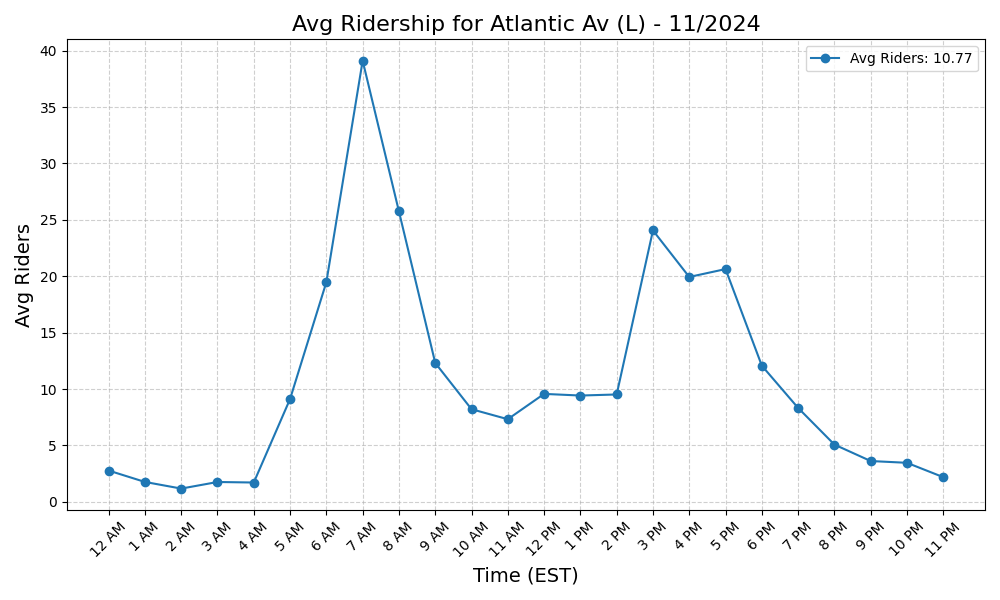 Avg Ridership for Atlantic Av (L) - 11/2024
Avg Riders: 10.77
Avg Riders
40
35
30
25
20
15
10
5
0
12 AM
1 AM
2 AM
3 AM
4 AM
5 AM
6 AM
7 AM
8 AM
9 AM
10 AM
11 AM
12 PM
1 PM
2 PM
3 PM
4 PM
5 PM
6 PM
7 PM
8 PM
9 PM
10 PM
11 PM
Time (EST)